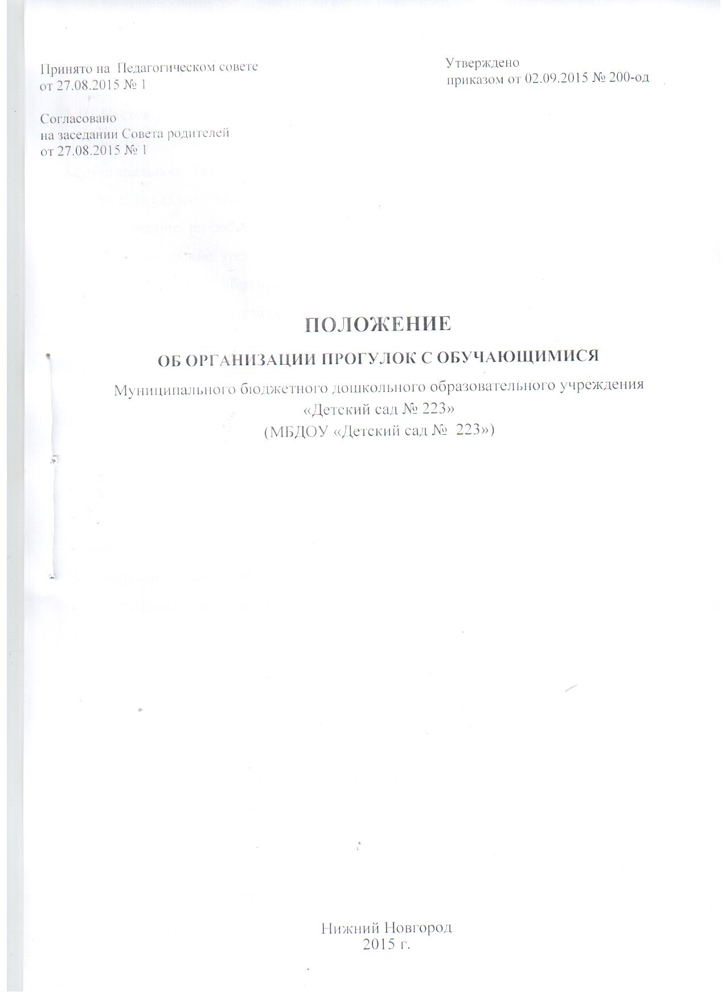 Принято на Педагогическом совете
от 27.08.2015 № 1
Утверждено
приказом от 02.09.2015 № 200-од
Согласовано
на заседании Совета родителей
от 27.08.2015 № 1
ПОЛОЖЕНИЕ
ОБ ОРГАНИЗАЦИИ ПРОГУЛОК С ОБУЧАЮЩИМИСЯ
Муниципального бюджетного дошкольного образовательного учреждения
«Детский сад № 223»
(МБДОУ «Детский сад № 223»)
Нижний Новгород
2015 г.